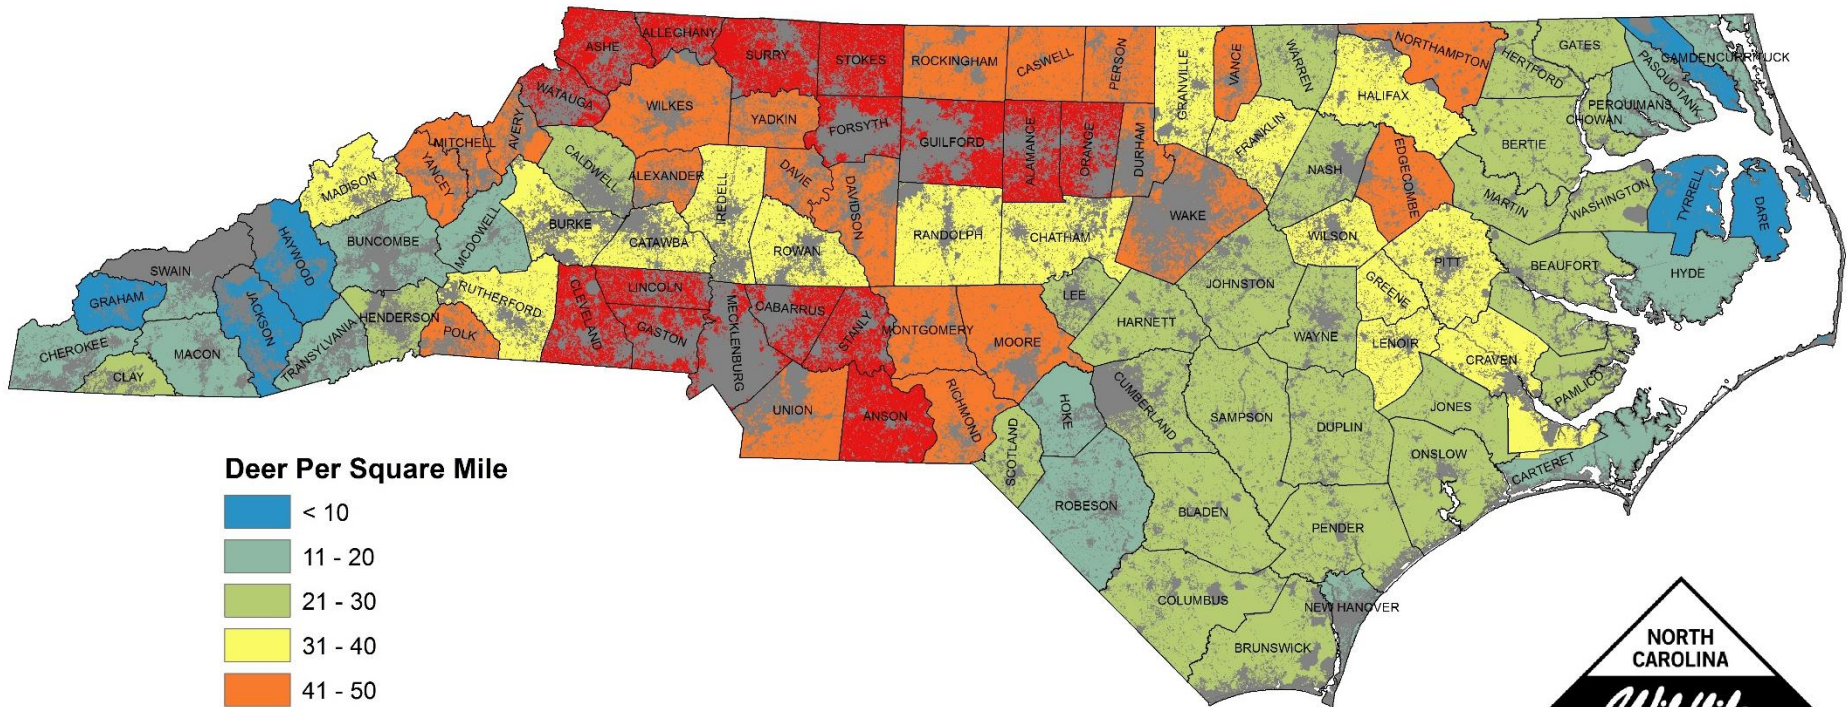 ASHE
ALLEGHANY
SURRY
STOKES
ROCKINGHAM
CASWELL
PERSON
GRANVILLE
VANCE
WARREN
NORTHAMPTON
HERTFORD
GATES
CAMDEN
CURRITUCK
PASQUOTANK
PERQUIMANS
CHOWAN
WATAUGA
WILKES
YADKIN
FORSYTH
GUILFORD
ALAMANCE
ORANGE
DURHAM
FRANKLIN
HALIFAX
BERTIE
MITCHELL
AVERY
YANCEY
MADISON
CALDWELL
ALEXANDER
IREDELL
DAVIE
DAVIDSON
RANDOLPH
CHATHAM
WAKE
NASH
EDGECOMBE
MARTIN
WASHINGTON
TYRRELL
DARE
HAYWOOD
BUNCOMBE
MCDOWELL
BURKE
CATAWBA
ROWAN
WILSON
PITT
BEAUFORT
HYDE
SWAIN
GRAHAM
JACKSON
CHEROKEE
MACON
CLAY
TRANSYLVANIA
HENDERSON
POLK
RUTHERFORD
CLEVELAND
LINCOLN
GASTON
MECKLENBURG
CABARRUS
STANLY
MONTGOMERY
MOORE
LEE
HARNETT
JOHNSTON
WAYNE
GREENE
LENOIR
CRAVEN
PAMLICO
UNION
ANSON
RICHMOND
SCOTLAND
HOKE
CUMBERLAND
SAMPSON
DUPLIN
JONES
ONSLOW
CARTERET
ROBESON
BLADEN
PENDER
COLUMBUS
NEW HANOVER
BRUNSWICK
Deer Per Square Mile
< 10
11 - 20
21 - 30
31 - 40
41 - 50
NORTH
CAROLINA